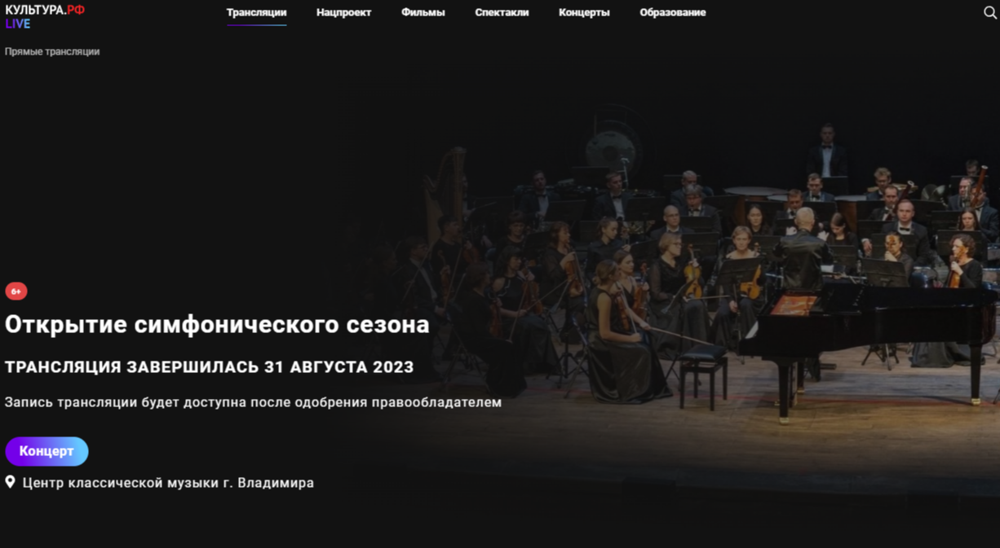 КУЛЬТУРА.РФ
LIVE
Трансляции Нацпроект Фильмы Спектакли Концерты Образование
Прямые трансляции
6+
Открытие симфонического сезона
ТРАНСЛЯЦИЯ ЗАВЕРШИЛАСЬ 31 АВГУСТА 2023
Запись трансляции будет доступна после одобрения правообладателем
Концерт
Центр классической музыки г. Владимира